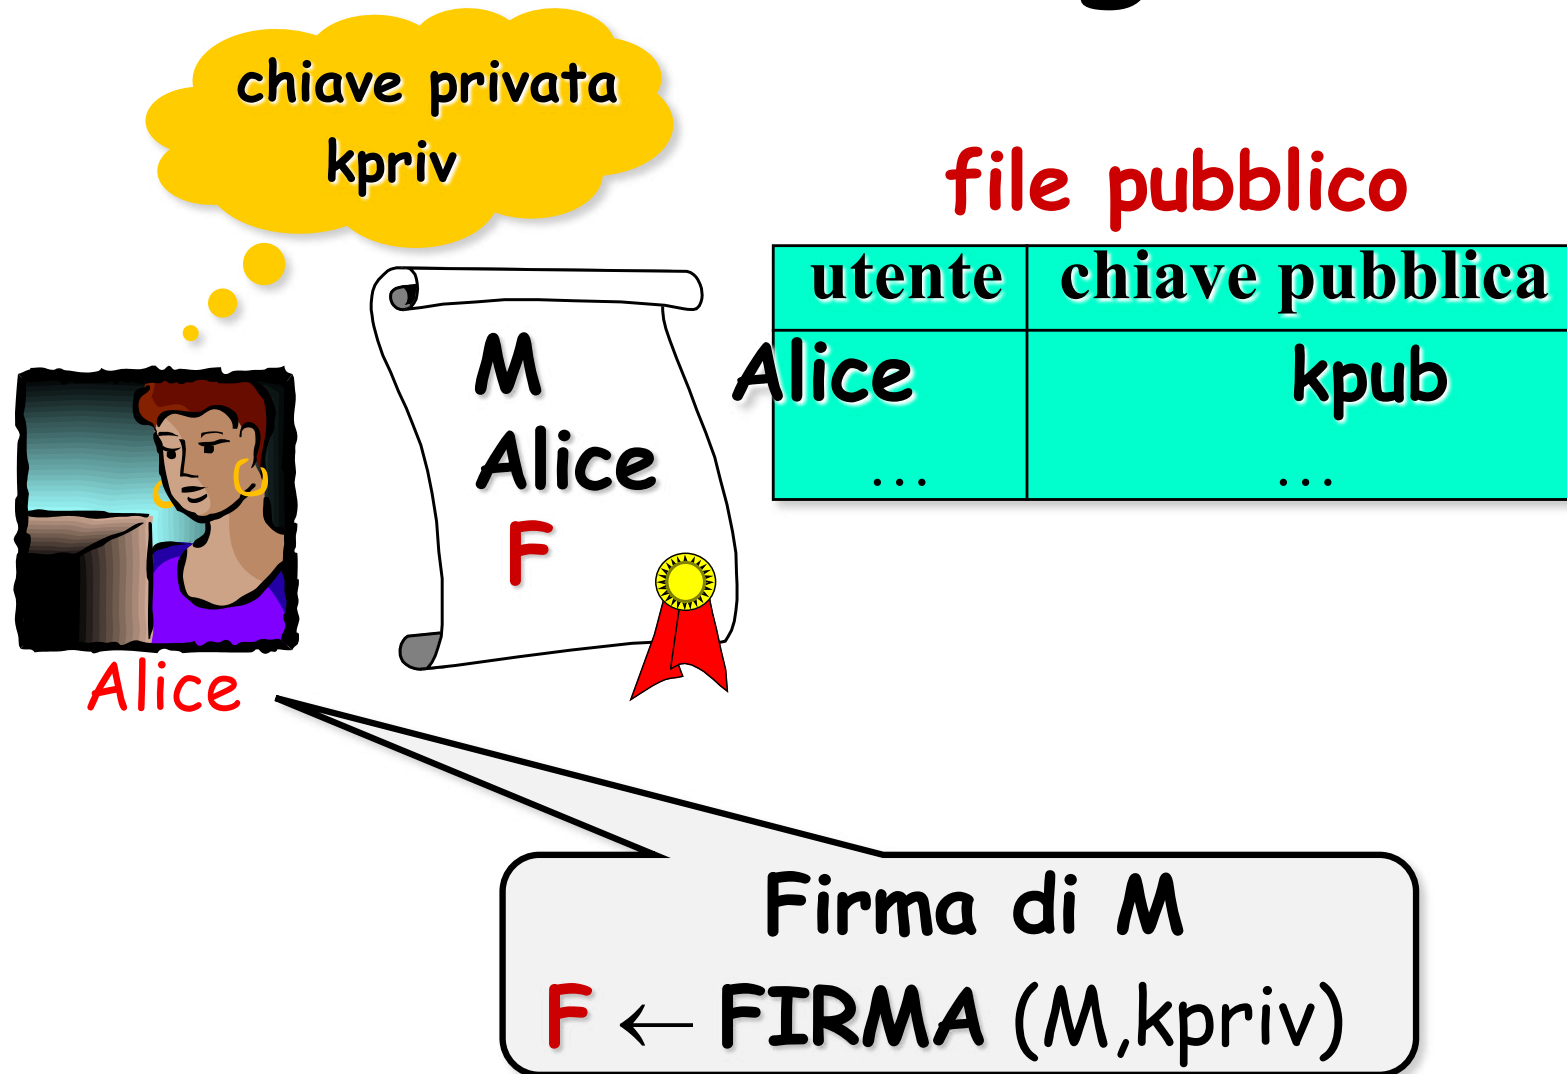 chiave privata
kpriv
file pubblico
utente chiave pubblica
Alice kpub
... ...
M
Alice
F
Alice
Firma di M
F ← FIRMA (M,kpriv)